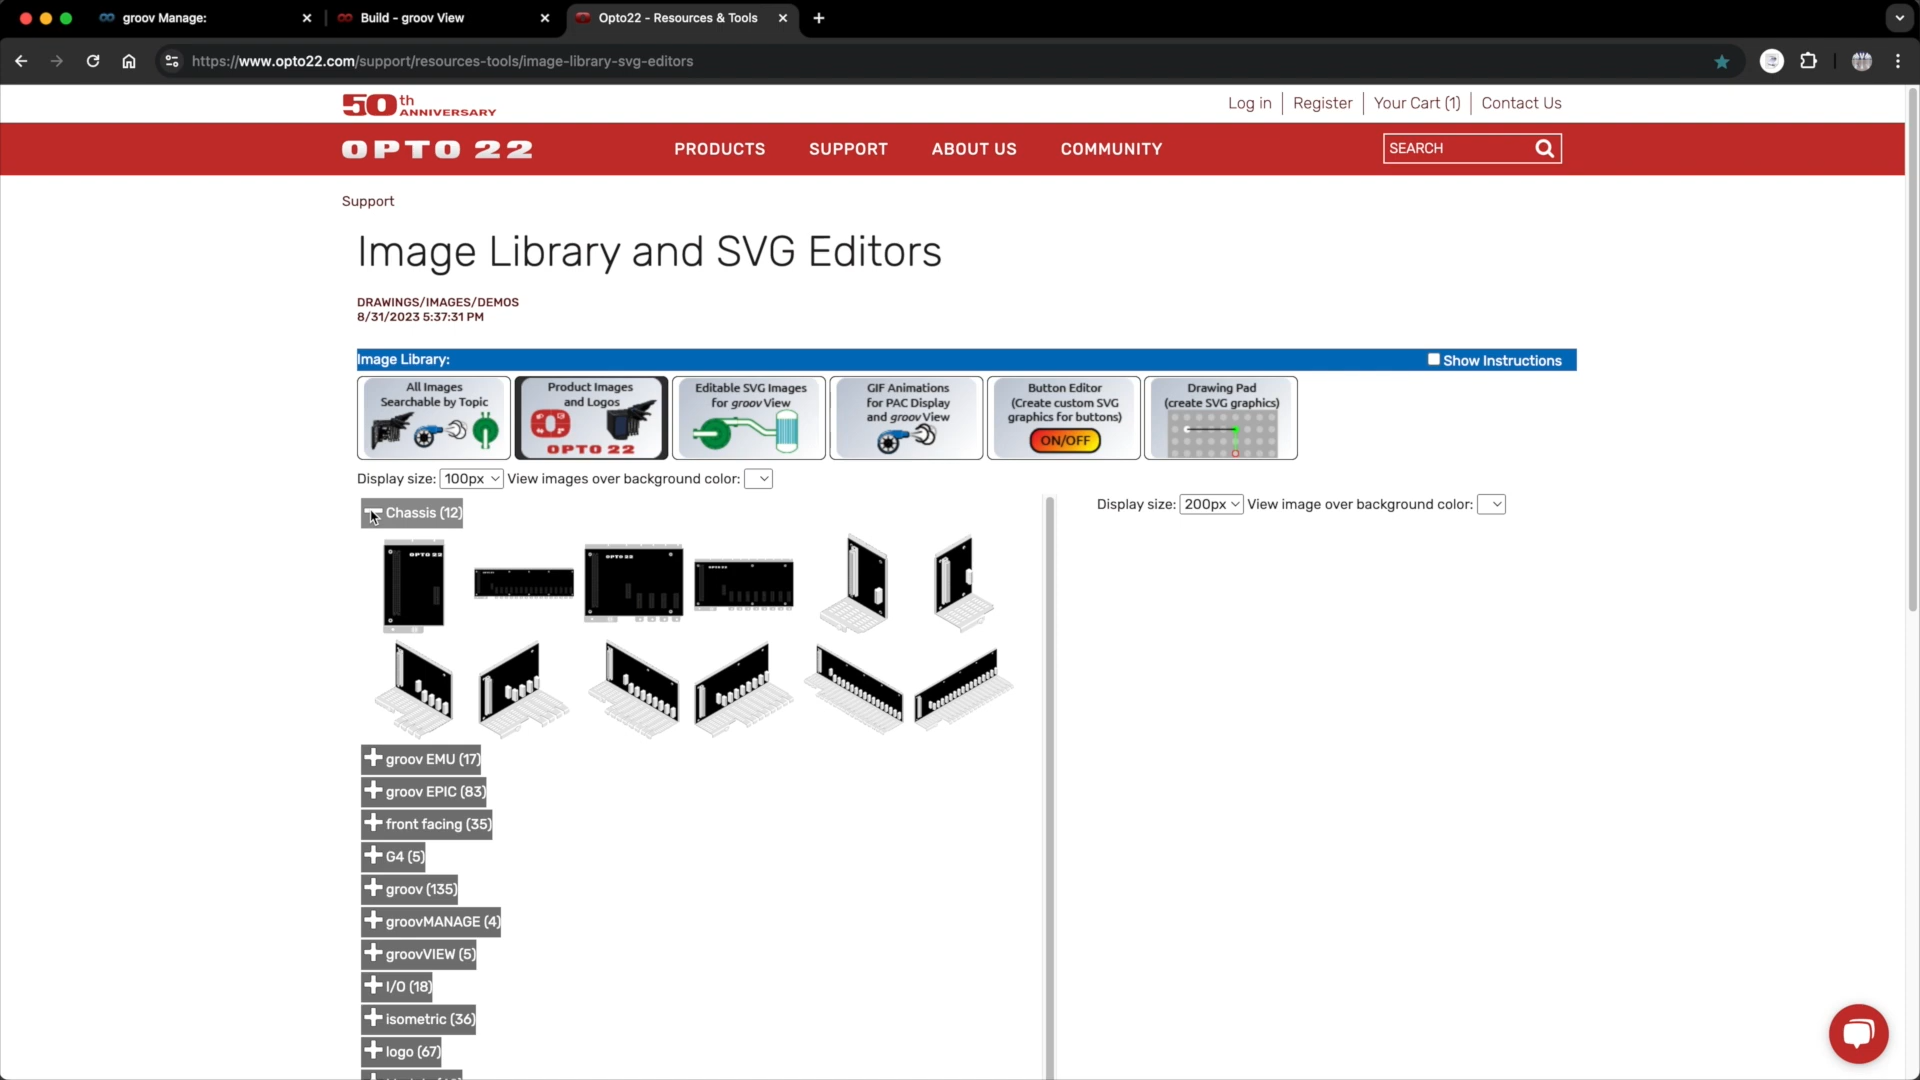 groov Manage:
Build - groov View
Opto22 - Resources & Tools
https://www.opto22.com/support/resources-tools/image-library-svg-editors
50th ANNIVERSARY
Log in
Register
Your Cart (1)
Contact Us
OPTO 22
PRODUCTS
SUPPORT
ABOUT US
COMMUNITY
SEARCH
Support
Image Library and SVG Editors
DRAWINGS/IMAGES/DEMOS
8/31/2023 5:37:31 PM
Image Library:
Show Instructions
All Images
Searchable by Topic
Product Images
and Logos
OPTO 22
Editable SVG Images
for groov View
GIF Animations
for PAC Display
and groov View
Button Editor
(Create custom SVG
graphics for buttons)
ON/OFF
Drawing Pad
(create SVG graphics)
Display size: 100px View images over background color:
Display size: 200px View image over background color:
Chassis (12)
OPTO 22
OPTO 22
OPTO 22
groov EMU (17)
groov EPIC (83)
front facing (35)
G4 (5)
groov (135)
groovMANAGE (4)
groovVIEW (5)
I/O (18)
isometric (36)
logo (67)